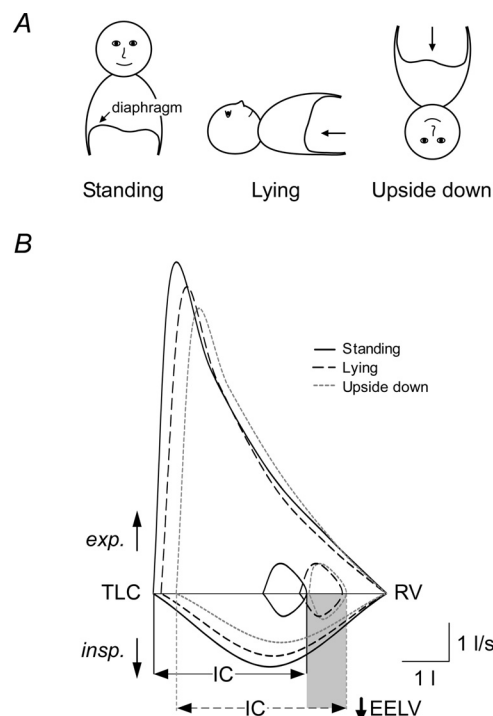 A
diaphragm
Standing
Lying
Upside down
B
Standing
Lying
Upside down
exp.
TLC
RV
insp.
1 l/s
1 l
IC
IC
EELV